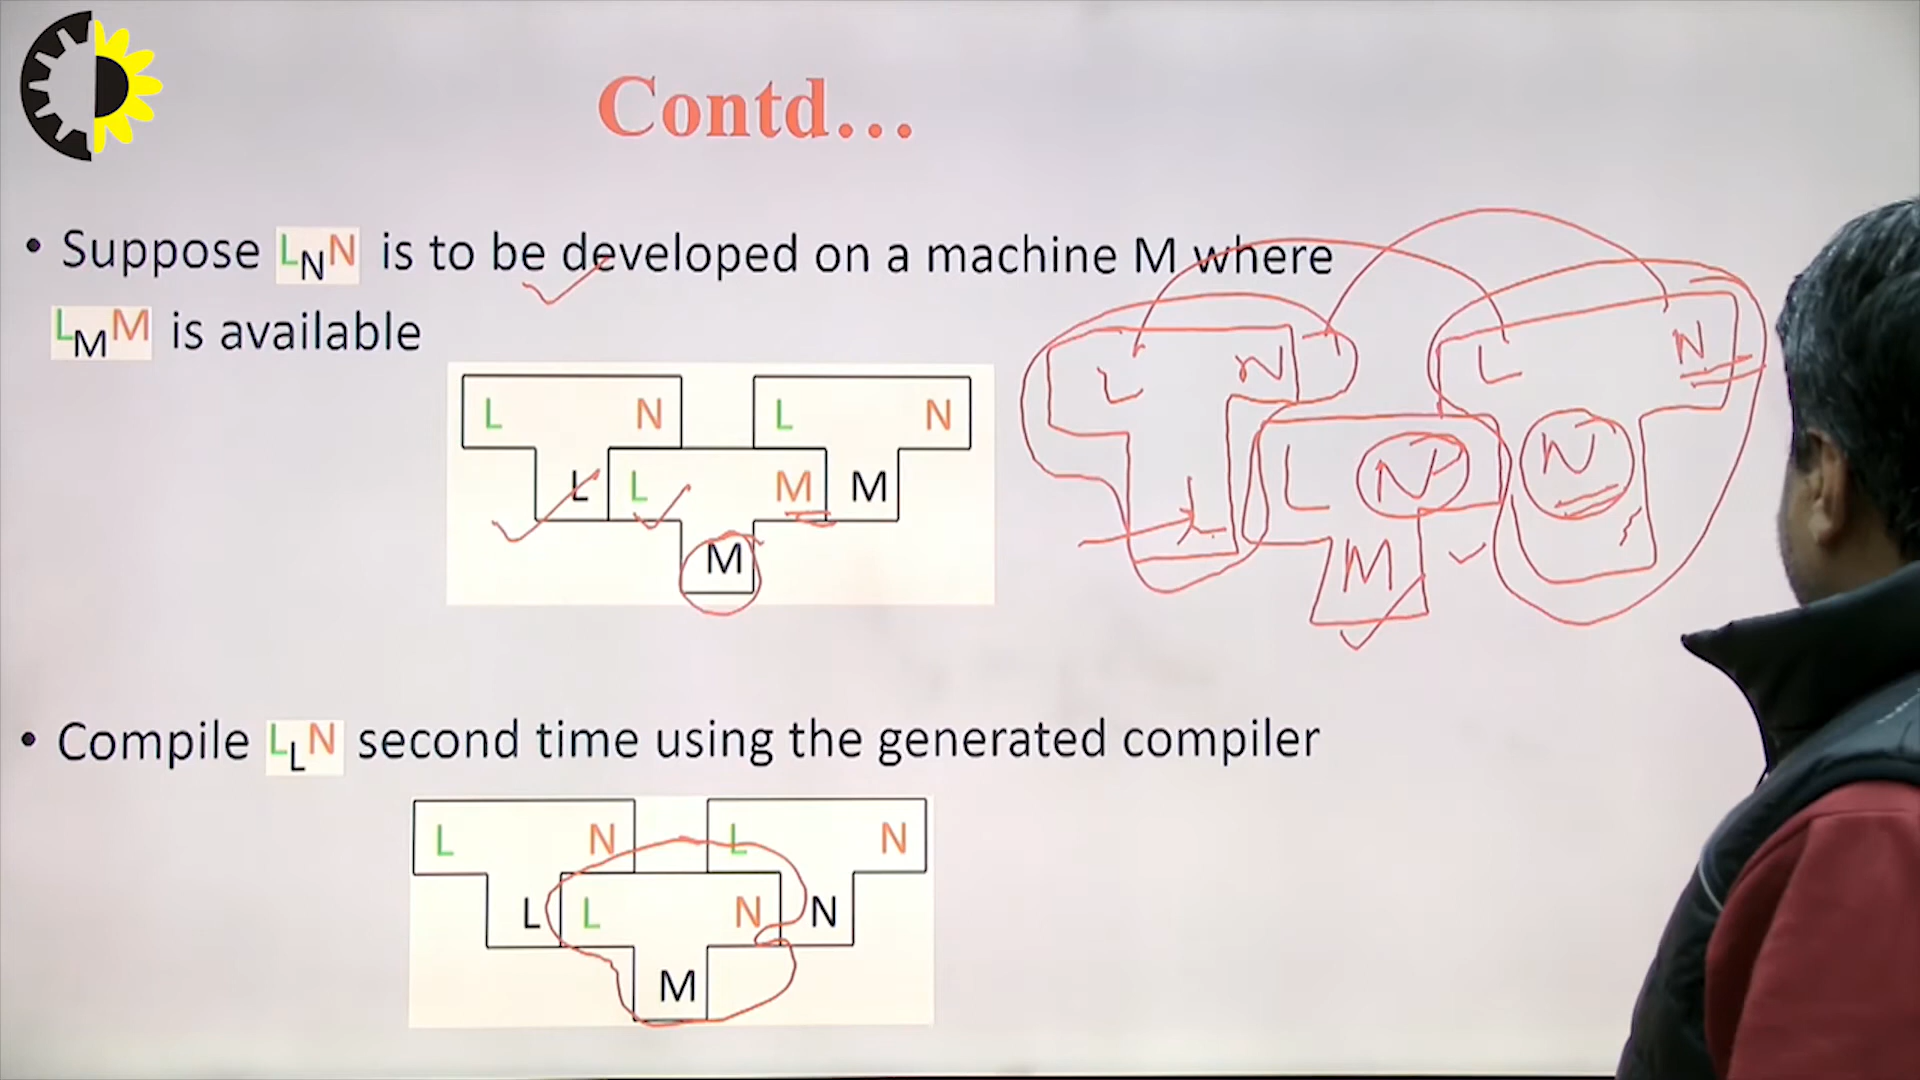 Contd...
• Suppose LNN is to be developed on a machine M where
LMM is available
L N L N
L L M M
M
L N L N
L N N
M
• Compile LLN second time using the generated compiler
L N L N
L L N N
M